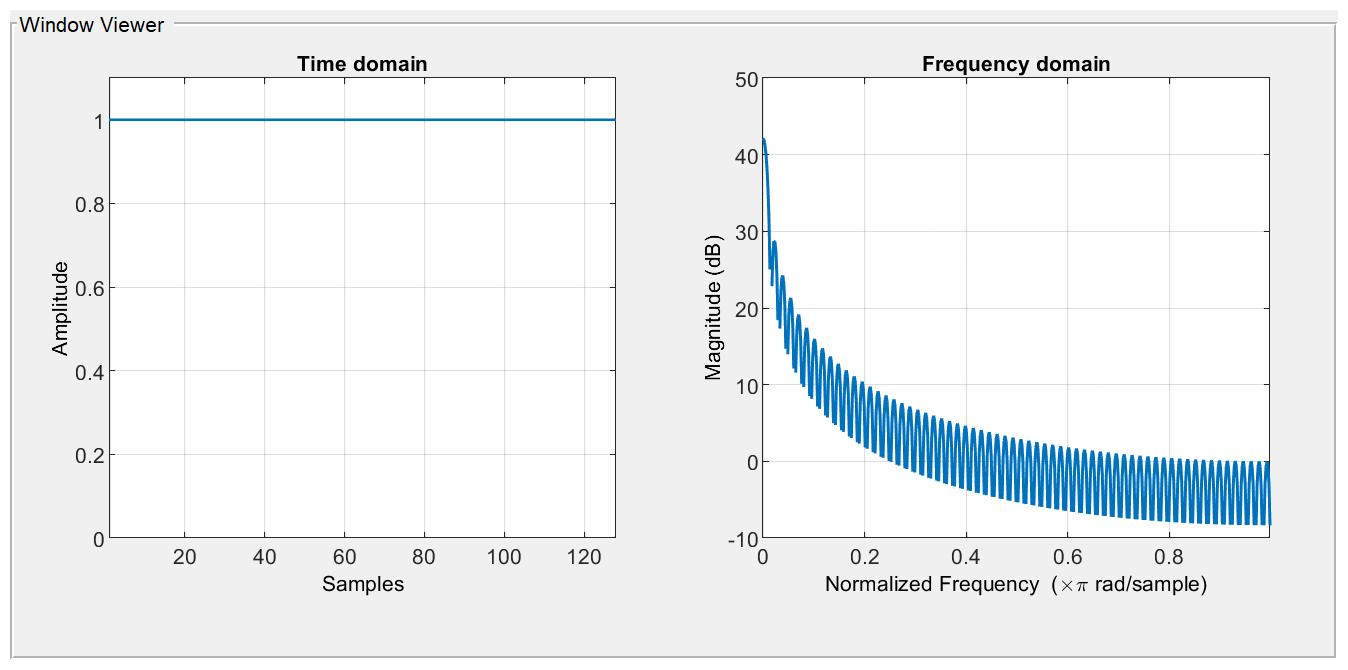 Window Viewer
Time domain
1
0.8
0.6
0.4
0.2
0
Amplitude
20 40 60 80 100 120
Samples
Frequency domain
50
40
30
20
10
0
-10
Magnitude (dB)
0 0.2 0.4 0.6 0.8
Normalized Frequency (×π rad/sample)